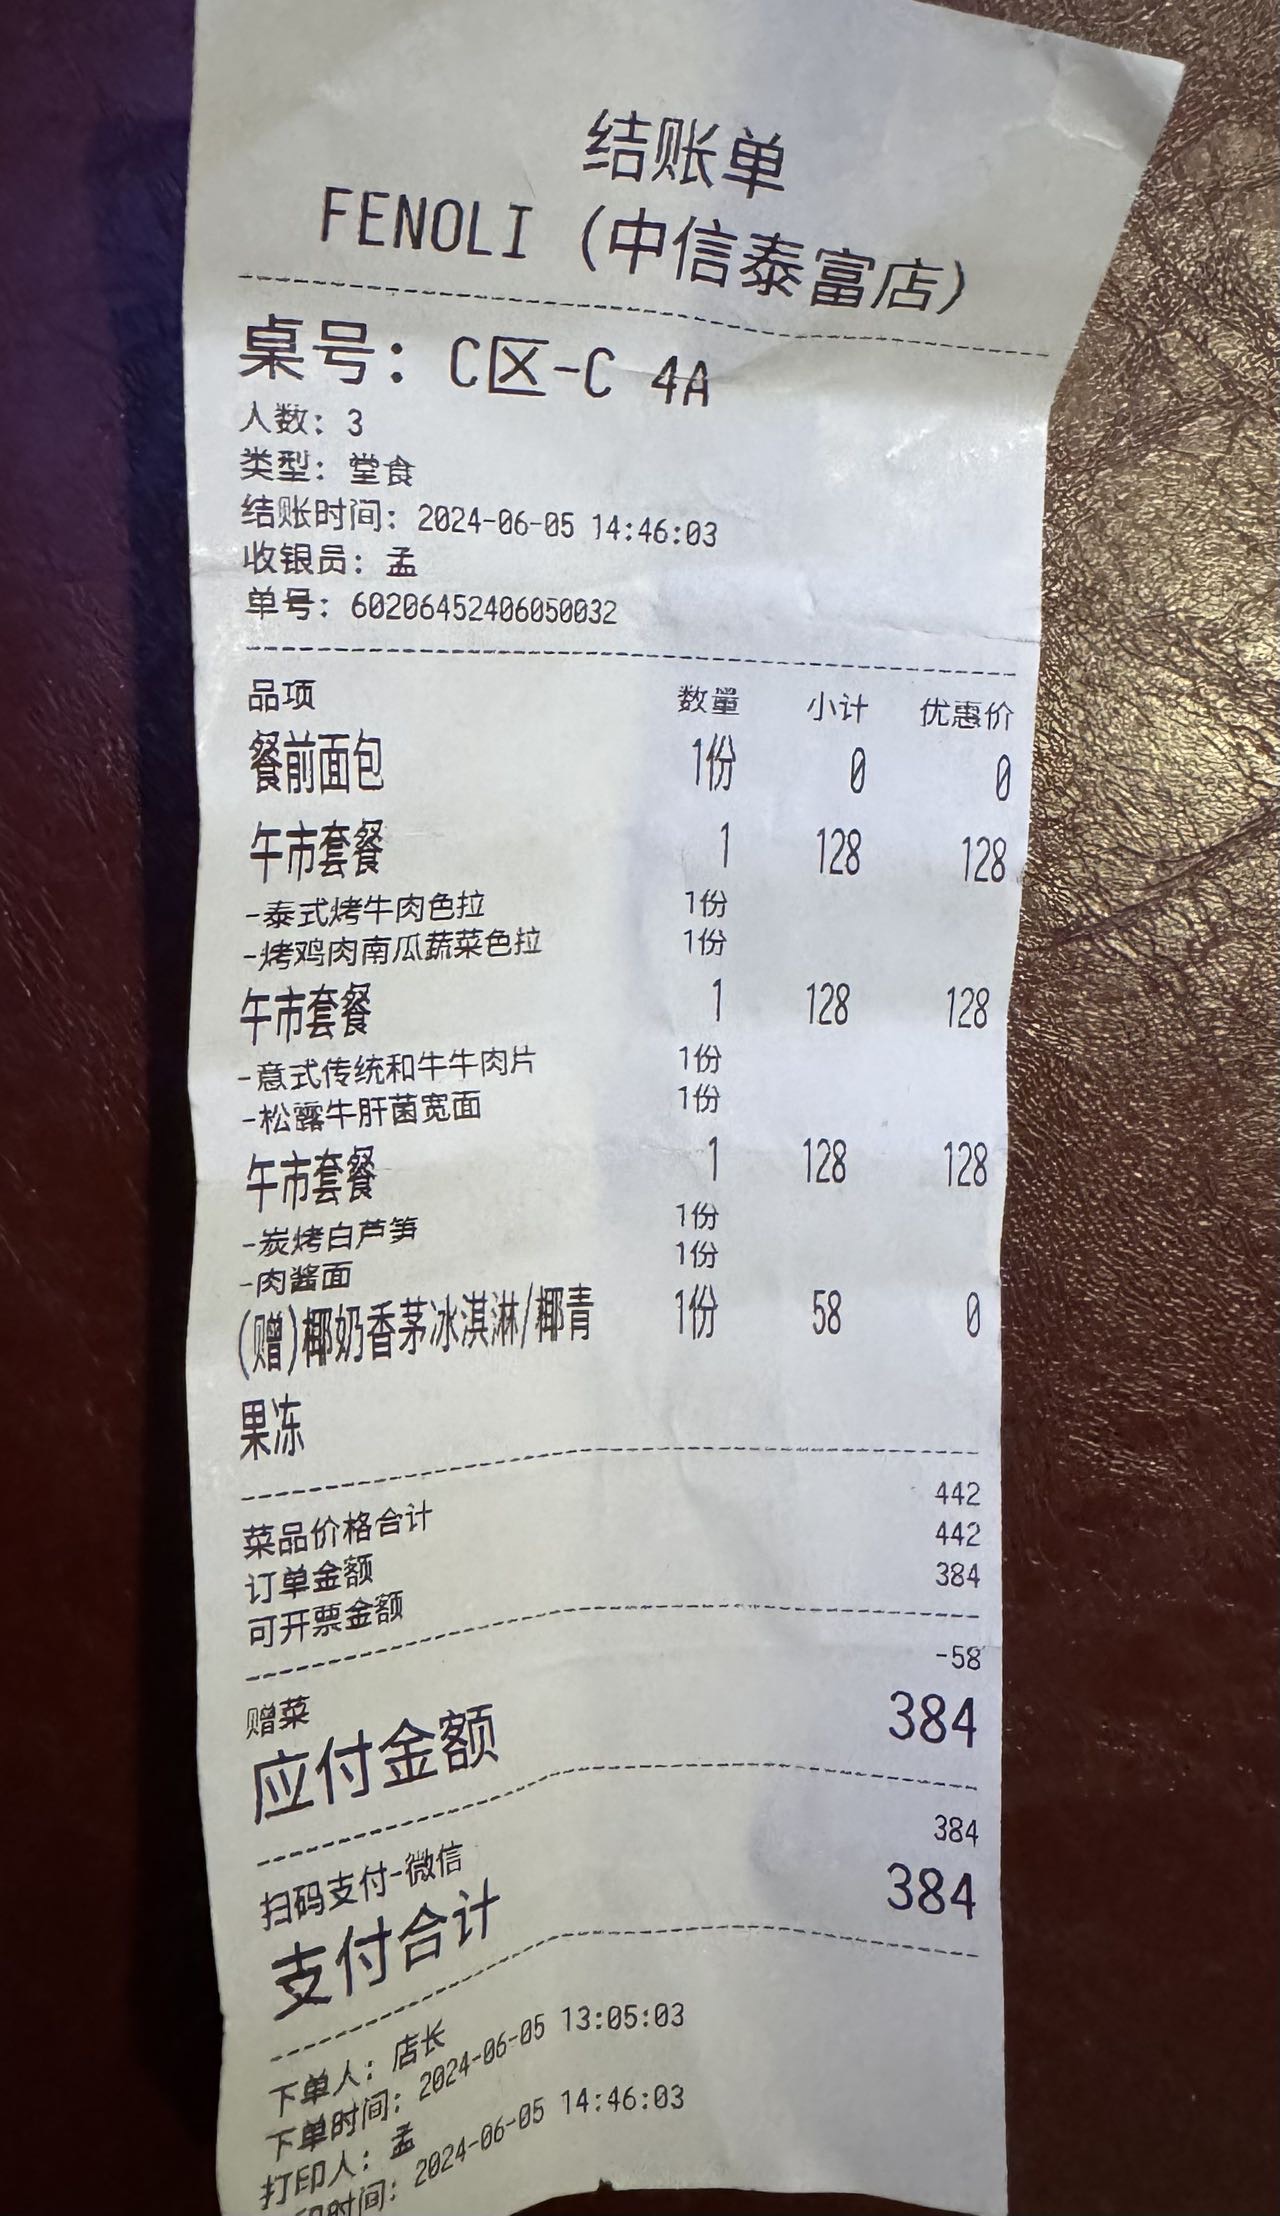 结账单
FENOLI (中信泰富店)
桌号: C区-C 4A
人数: 3
类型: 堂食
结账时间: 2024-06-05 14:46:03
收银员: 孟
单号: 60206452406050032
品项 数量 小计 优惠价
餐前面包 1份 0 0
午市套餐 1 128 128
-泰式烤牛肉色拉 1份
-烤鸡肉南瓜蔬菜色拉 1份
午市套餐 1 128 128
-意式传统和牛牛肉片 1份
-松露牛肝菌宽面 1份
午市套餐 1 128 128
-炭烤白芦笋 1份
-肉酱面 1份
(赠)椰奶香茅冰淇淋/椰青 1份 58 0
果冻
菜品价格合计 442
订单金额 442
可开票金额 384
赠菜 -58
应付金额 384
扫码支付-微信 384
支付合计 384
下单人: 店长
下单时间: 2024-06-05 13:05:03
打印人: 孟
印时间: 2024-06-05 14:46:03